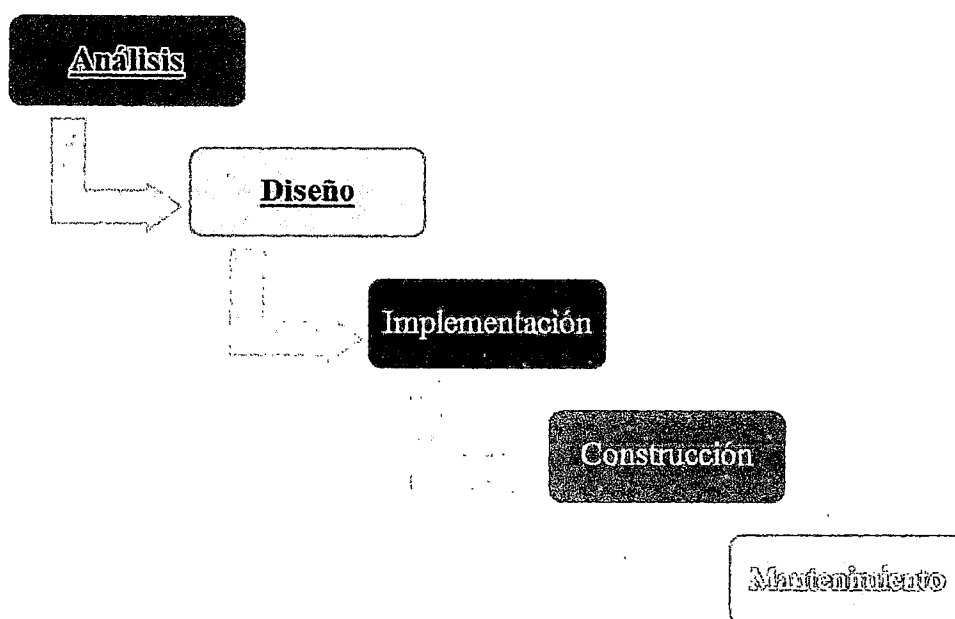 Análisis
Diseño
Implementación
Construcción
Mantenimiento